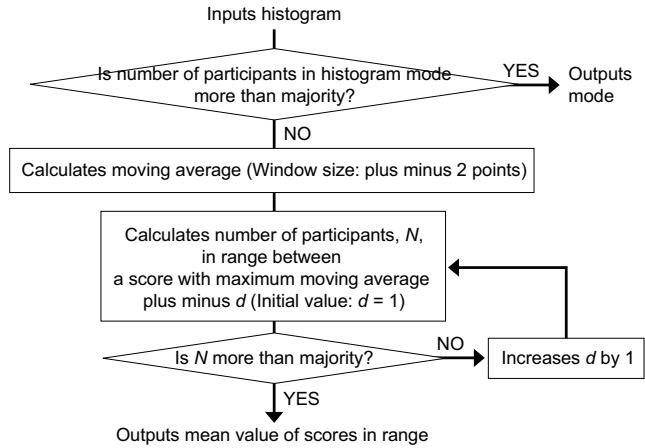 Inputs histogram
Is number of participants in histogram mode
more than majority?
YES
Outputs
mode
NO
Calculates moving average (Window size: plus minus 2 points)
Calculates number of participants, N,
in range between
a score with maximum moving average
plus minus d (Initial value: d = 1)
Is N more than majority?
NO
Increases d by 1
YES
Outputs mean value of scores in range